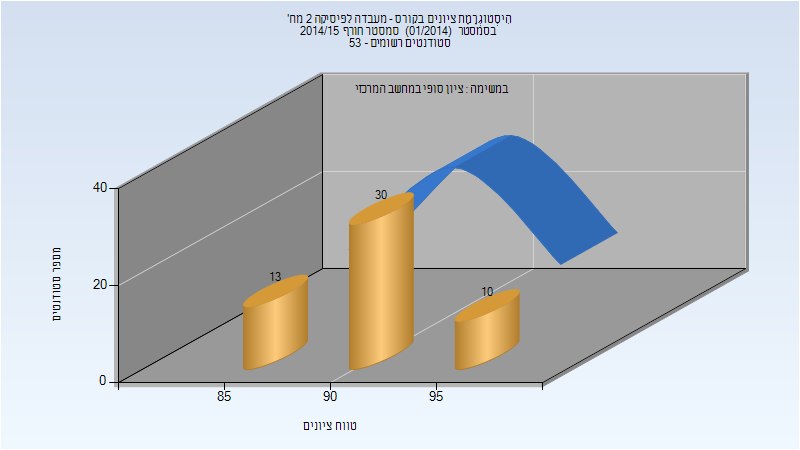 היסטוגרמת ציונים בקורס - מעבדה לפיסיקה 2 מח'
בסמסטר (01/2014) סמסטר חורף 2014/15
סטודנטים רשומים - 53
במשימה : ציון סופי במחשב המרכזי
40
20
0
מספר סטודנטים
13
30
10
85
90
95
טווח ציונים